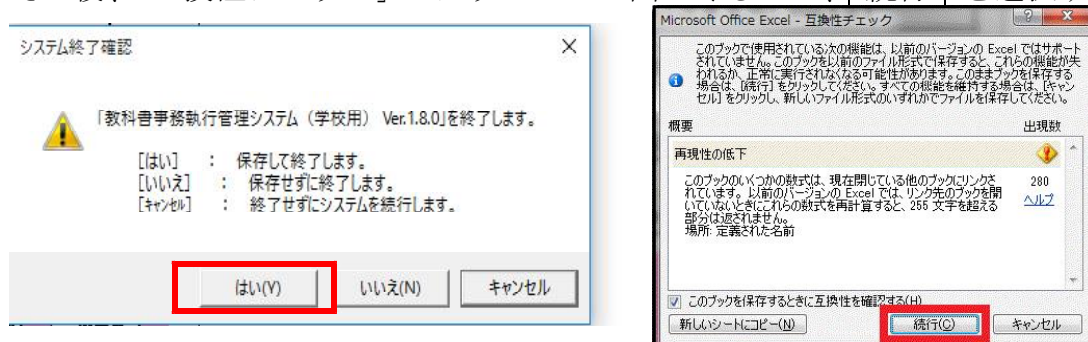 システム終了確認
「教科書事務執行管理システム（学校用） Ver.1.8.0」を終了します。
[はい] ： 保存して終了します。
[いいえ] ： 保存せずに終了します。
[ｷｬﾝｾﾙ] ： 終了せずにシステムを続行します。
はい(Y) いいえ(N) キャンセル
Microsoft Office Excel - 互換性チェック
このブックで使用されている次の機能は、以前のバージョンの Excel ではサポート
されていません。このブックを以前のファイル形式で保存すると、これらの機能が失
われるか、正常に実行されなくなる可能性があります。このままブックを保存する
場合は、[続行] をクリックしてください。すべての機能を維持する場合は、[キャン
セル] をクリックし、新しいファイル形式のいずれかでファイルを保存してください。
概要 出現数
再現性の低下
このブックのいくつかの数式は、現在閉じている他のブックにリンクさ 280
れています。以前のバージョンの Excel では、リンク先のブックを開 ヘルプ
いていないときにこれらの数式を再計算すると、255 文字を超える
部分は返されません。
場所: 定義された名前
このブックを保存するときに互換性を確認する(H)
新しいシートにコピー(N) 続行(C) キャンセル